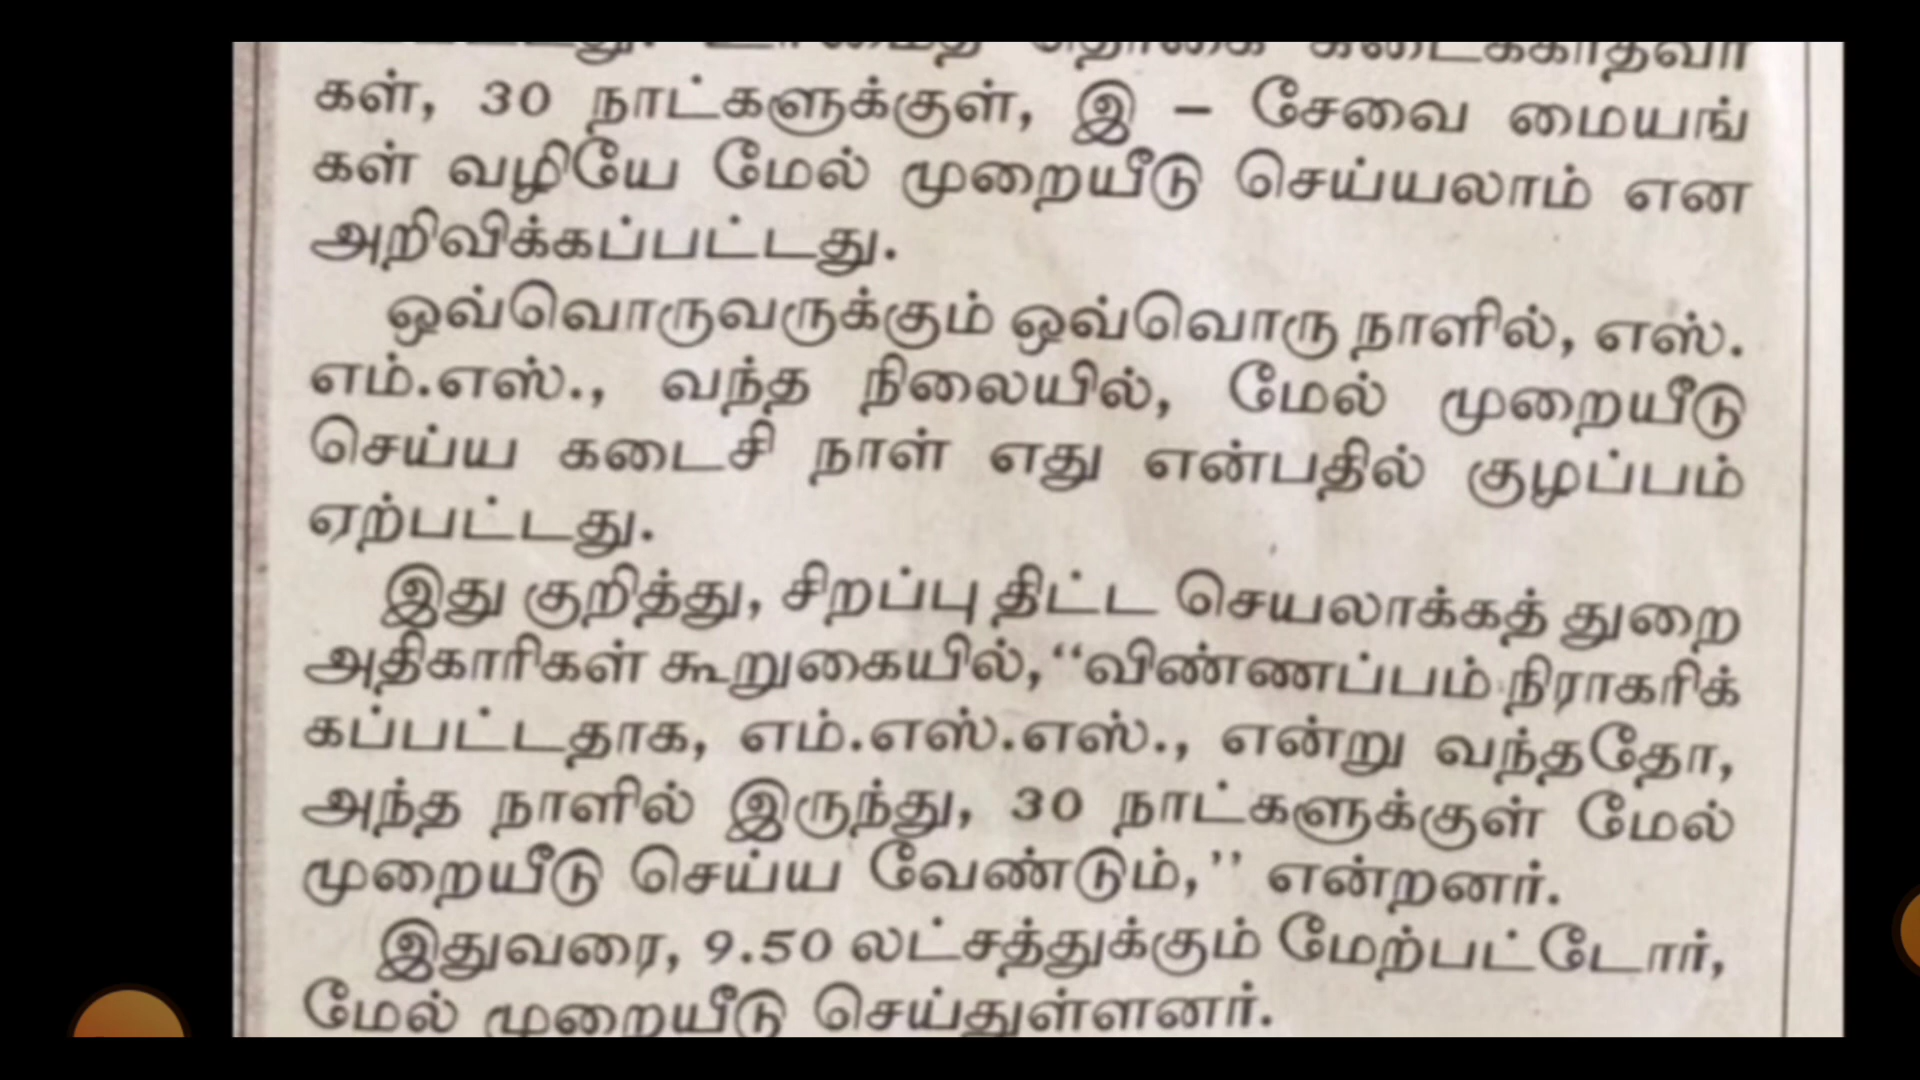 தொகை கிடைக்காதவர்
கள், 30 நாட்களுக்குள், இ – சேவை மையங்
கள் வழியே மேல் முறையீடு செய்யலாம் என
அறிவிக்கப்பட்டது.
ஒவ்வொருவருக்கும் ஒவ்வொரு நாளில், எஸ்.
எம்.எஸ்., வந்த நிலையில், மேல் முறையீடு
செய்ய கடைசி நாள் எது என்பதில் குழப்பம்
ஏற்பட்டது.
இது குறித்து, சிறப்பு திட்ட செயலாக்கத் துறை
அதிகாரிகள் கூறுகையில், “விண்ணப்பம் நிராகரிக்
கப்பட்டதாக, எம்.எஸ்.எஸ்., என்று வந்ததோ,
அந்த நாளில் இருந்து, 30 நாட்களுக்குள் மேல்
முறையீடு செய்ய வேண்டும்,’’ என்றனர்.
இதுவரை, 9.50 லட்சத்துக்கும் மேற்பட்டோர்,
மேல் முறையீடு செய்துள்ளனர்.